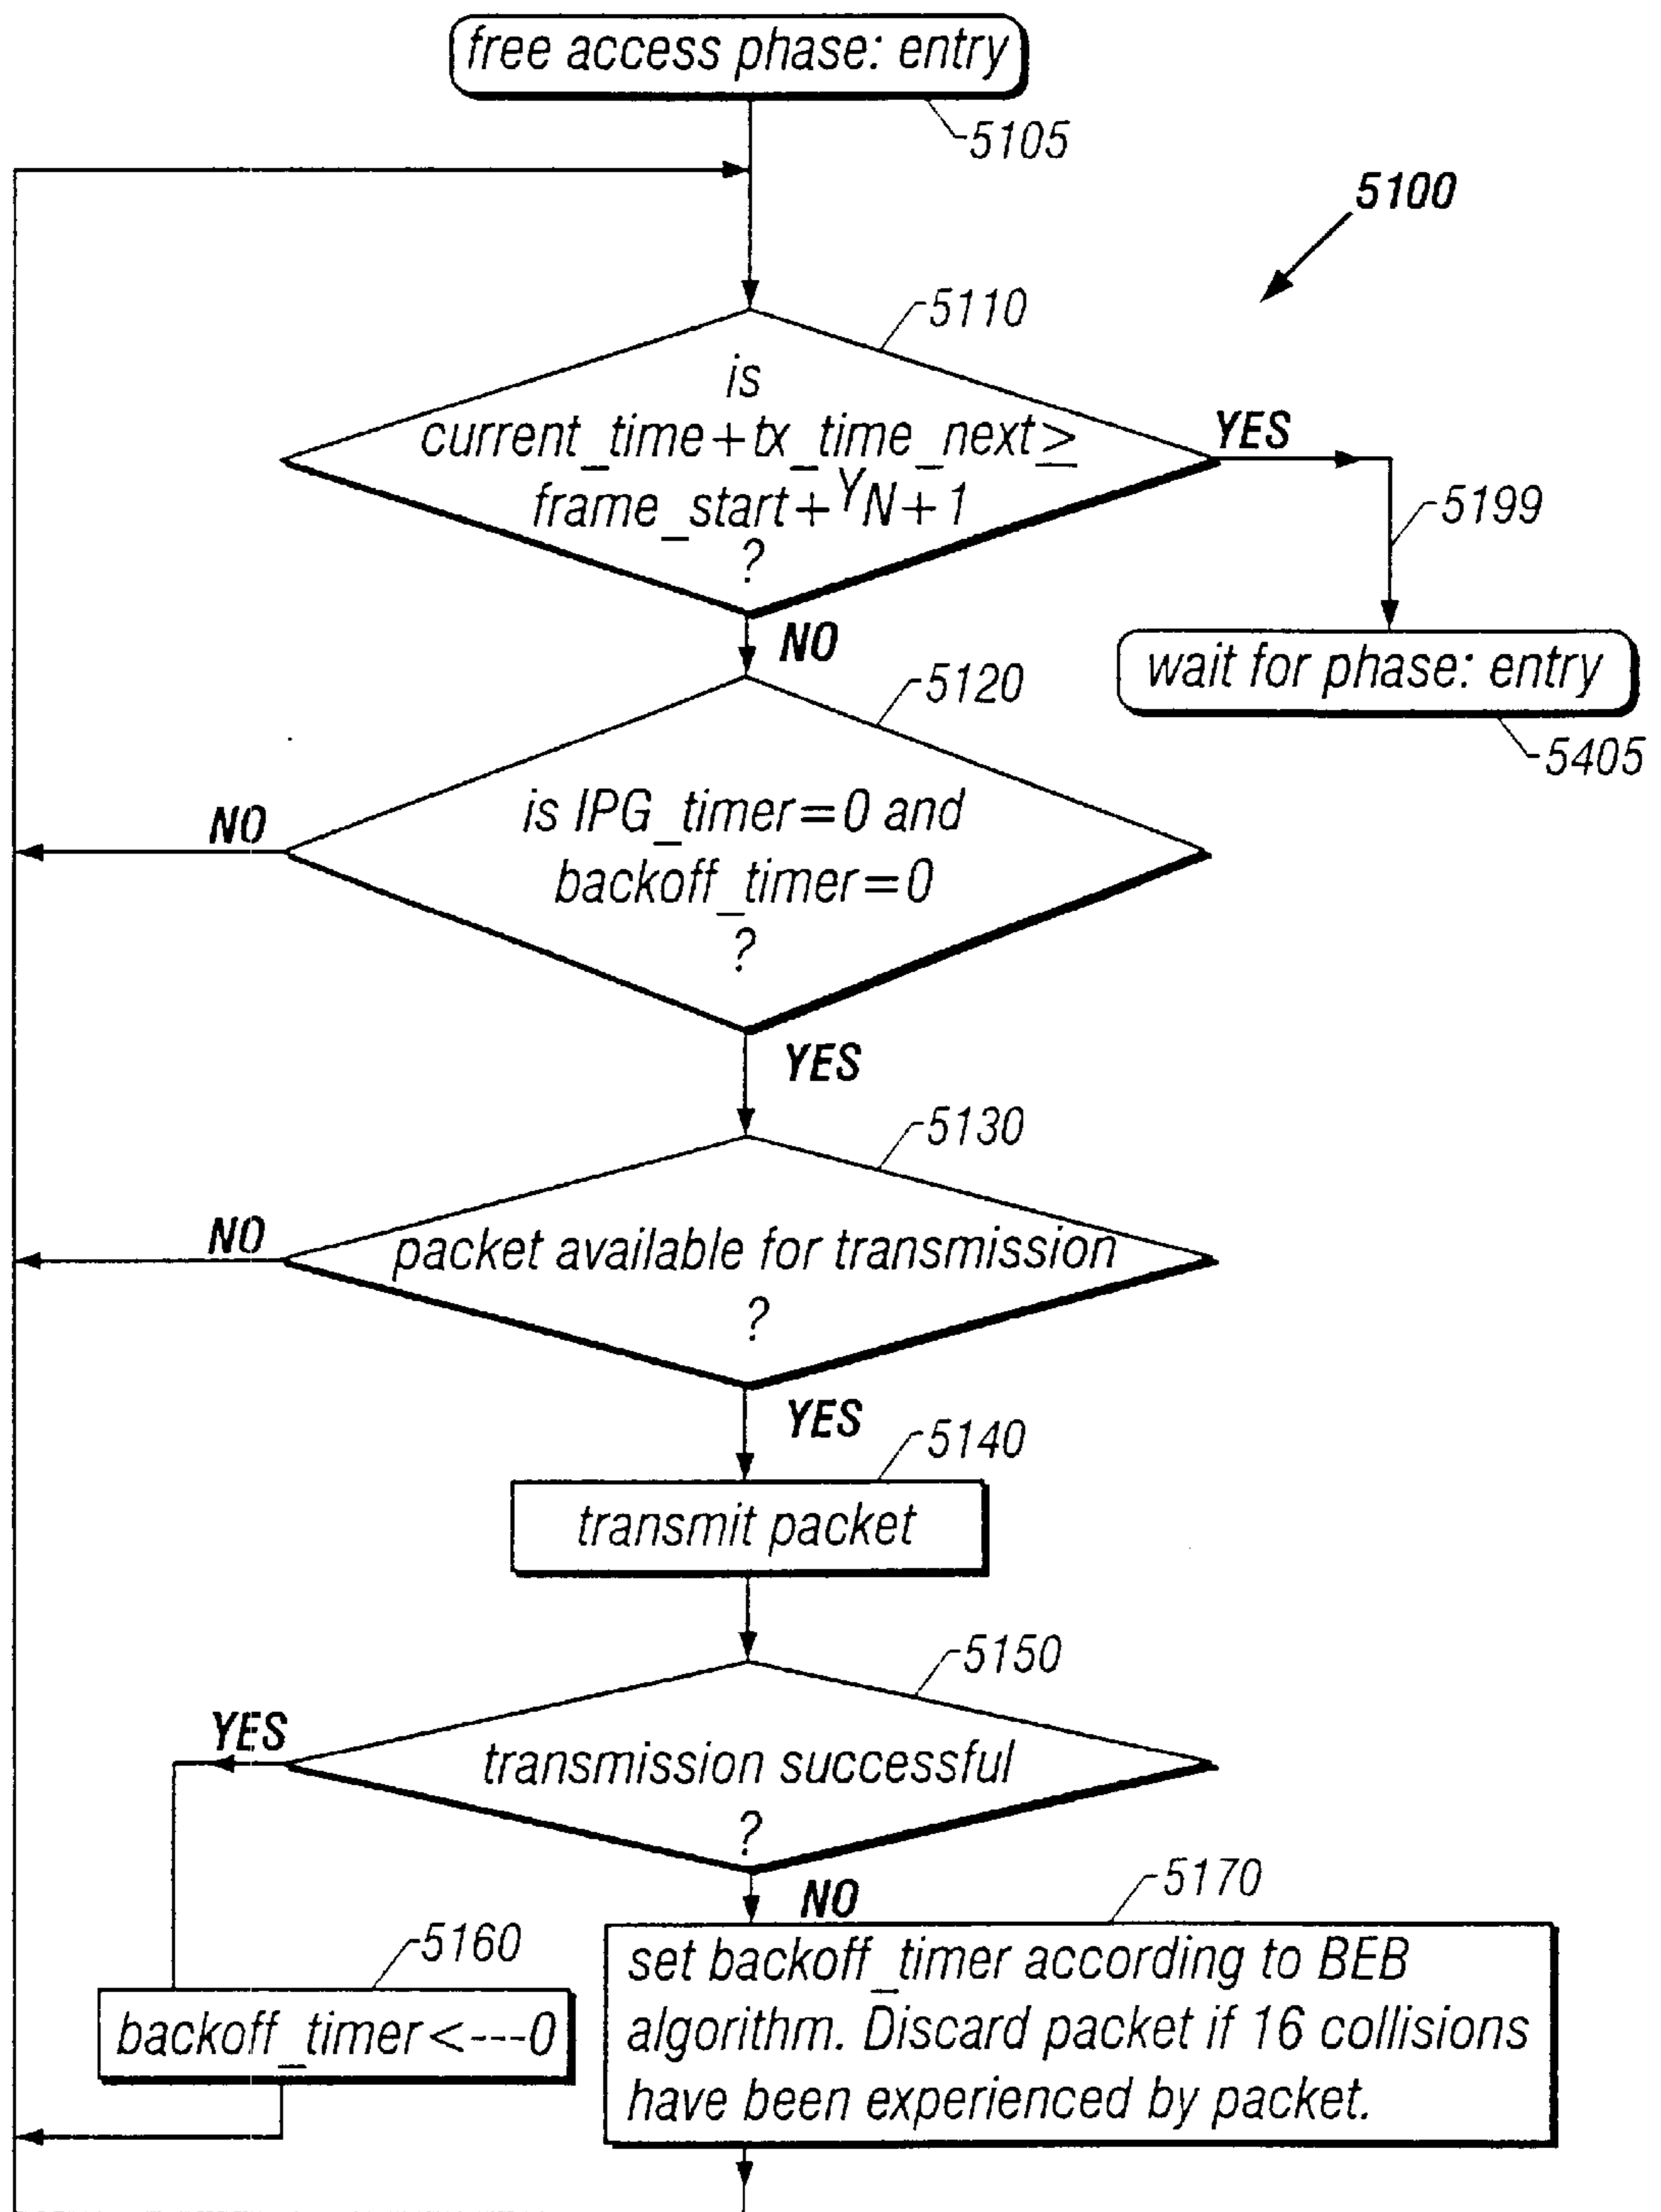 free access phase: entry
5105
5100
5110
is
current_time+tx_time_next≥
frame_start+YN+1
?
YES
5199
NO
wait for phase: entry
5405
5120
is IPG_timer=0 and
backoff_timer=0
?
NO
YES
5130
packet available for transmission
?
NO
YES
5140
transmit packet
5150
transmission successful
?
YES
NO
5160
backoff_timer<---0
5170
set backoff_timer according to BEB
algorithm. Discard packet if 16 collisions
have been experienced by packet.